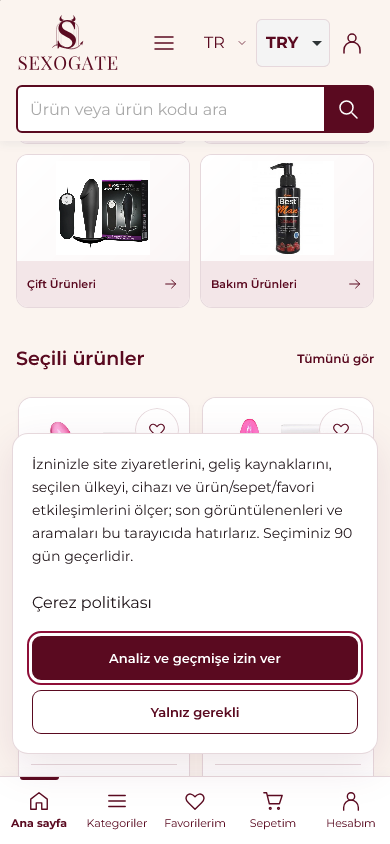 SEXOGATE
TR
TRY
Ürün veya ürün kodu ara
Best
Man
Çift Ürünleri
Bakım Ürünleri
Seçili ürünler
Tümünü gör
İzninizle site ziyaretlerini, geliş kaynaklarını,
seçilen ülkeyi, cihazı ve ürün/sepet/favori
etkileşimlerini ölçer; son görüntülenenleri ve
aramaları bu tarayıcıda hatırlarız. Seçiminiz 90
gün geçerlidir.
Çerez politikası
Analiz ve geçmişe izin ver
Yalnız gerekli
Ana sayfa
Kategoriler
Favorilerim
Sepetim
Hesabım